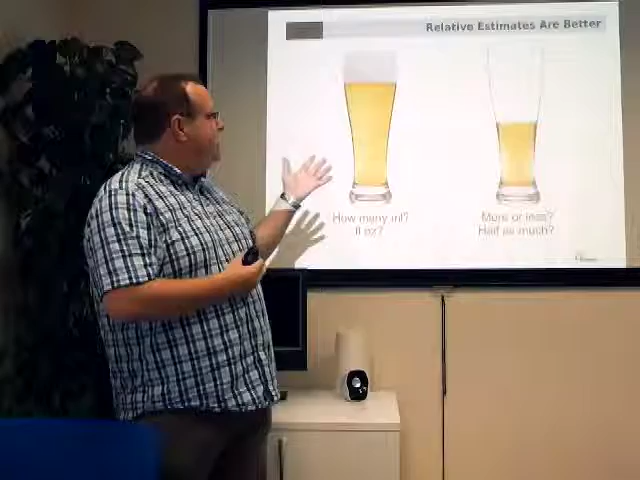 Relative Estimates Are Better
How many ml?
fl oz?
More or less?
Half as much?